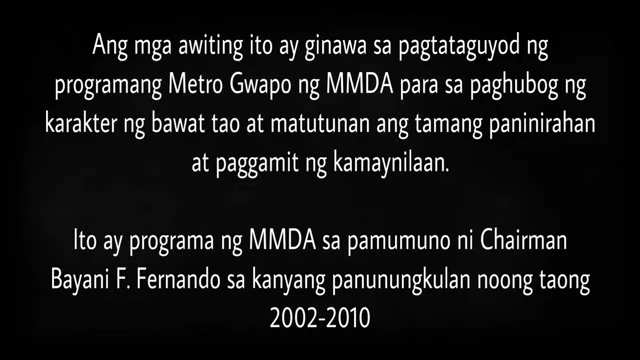 Ang mga awiting ito ay ginawa sa pagtataguyod ng
programang Metro Gwapo ng MMDA para sa paghubog ng
karakter ng bawat tao at matutunan ang tamang paninirahan
at paggamit ng kamaynilaan.
Ito ay programa ng MMDA sa pamumuno ni Chairman
Bayani F. Fernando sa kanyang panunungkulan noong taong
2002-2010